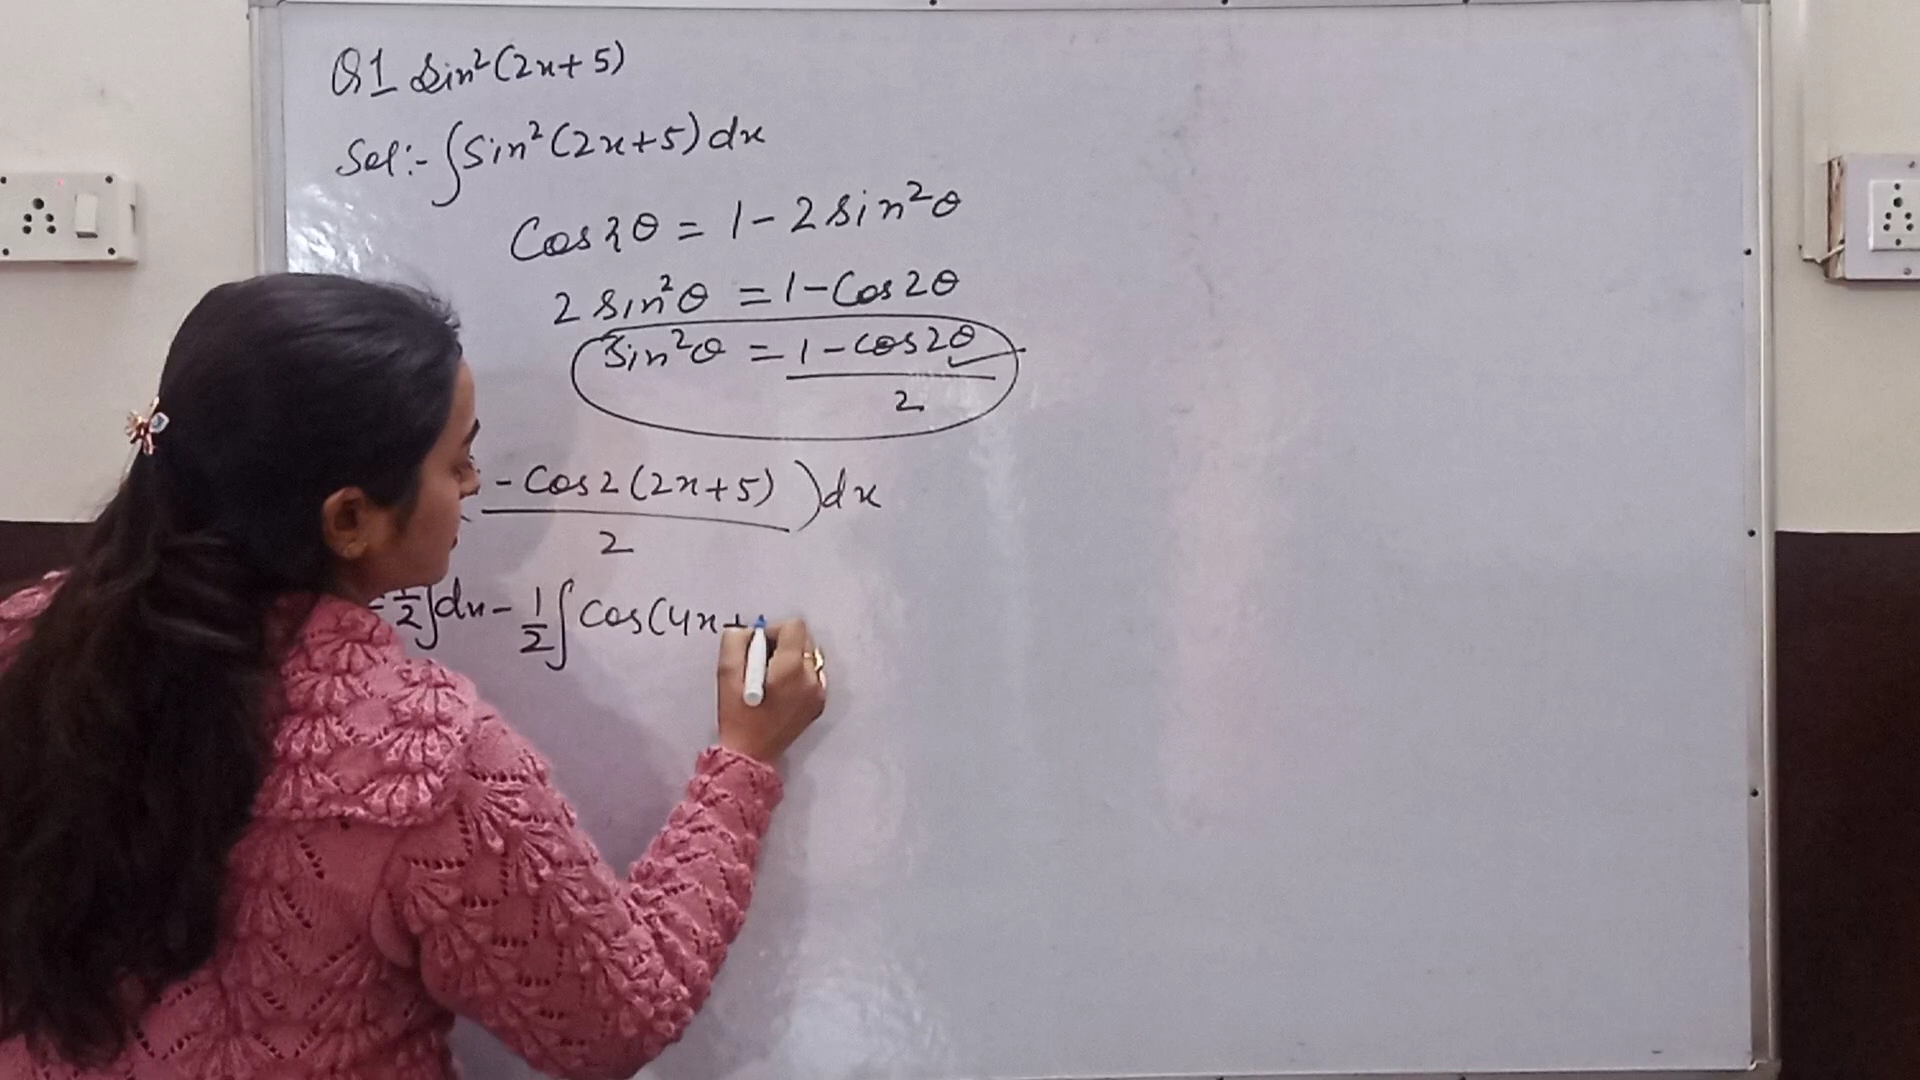 Q1 Sin²(2x+5)
Sol:- ∫Sin²(2x+5)dx
Cos2θ = 1-2sin²θ
2sin²θ = 1-Cos2θ
Sin²θ = (1-cos2θ)/2
-Cos2(2x+5)/2 )dx
= 1/2∫dx - 1/2∫Cos(4x+